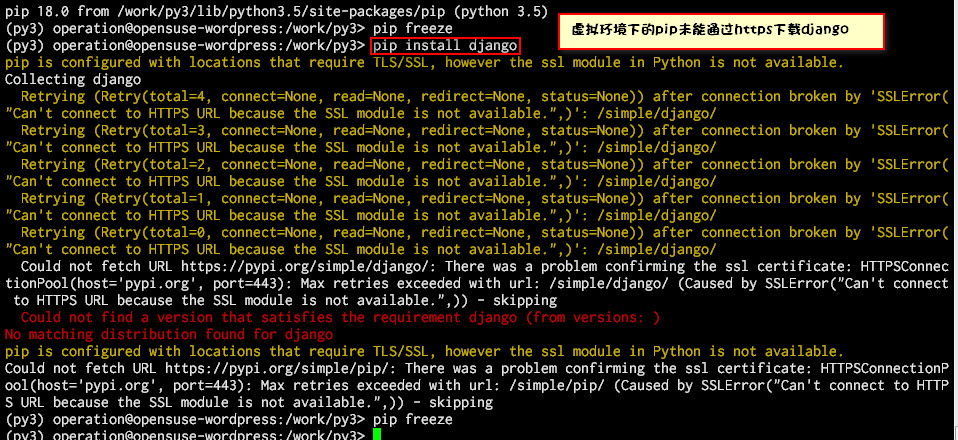 pip 18.0 from /work/py3/lib/python3.5/site-packages/pip (python 3.5)
(py3) operation@opensuse-wordpress:/work/py3> pip freeze
虚拟环境下的pip未能通过https下载django
(py3) operation@opensuse-wordpress:/work/py3> pip install django
pip is configured with locations that require TLS/SSL, however the ssl module in Python is not available.
Collecting django
  Retrying (Retry(total=4, connect=None, read=None, redirect=None, status=None)) after connection broken by 'SSLError(
"Can't connect to HTTPS URL because the SSL module is not available.",)': /simple/django/
  Retrying (Retry(total=3, connect=None, read=None, redirect=None, status=None)) after connection broken by 'SSLError(
"Can't connect to HTTPS URL because the SSL module is not available.",)': /simple/django/
  Retrying (Retry(total=2, connect=None, read=None, redirect=None, status=None)) after connection broken by 'SSLError(
"Can't connect to HTTPS URL because the SSL module is not available.",)': /simple/django/
  Retrying (Retry(total=1, connect=None, read=None, redirect=None, status=None)) after connection broken by 'SSLError(
"Can't connect to HTTPS URL because the SSL module is not available.",)': /simple/django/
  Retrying (Retry(total=0, connect=None, read=None, redirect=None, status=None)) after connection broken by 'SSLError(
"Can't connect to HTTPS URL because the SSL module is not available.",)': /simple/django/
  Could not fetch URL https://pypi.org/simple/django/: There was a problem confirming the ssl certificate: HTTPSConnec
tionPool(host='pypi.org', port=443): Max retries exceeded with url: /simple/django/ (Caused by SSLError("Can't connect
 to HTTPS URL because the SSL module is not available.",)) - skipping
  Could not find a version that satisfies the requirement django (from versions: )
No matching distribution found for django
pip is configured with locations that require TLS/SSL, however the ssl module in Python is not available.
Could not fetch URL https://pypi.org/simple/pip/: There was a problem confirming the ssl certificate: HTTPSConnectionP
ool(host='pypi.org', port=443): Max retries exceeded with url: /simple/pip/ (Caused by SSLError("Can't connect to HTTP
S URL because the SSL module is not available.",)) - skipping
(py3) operation@opensuse-wordpress:/work/py3> pip freeze
(py3) operation@opensuse-wordpress:/work/py3>